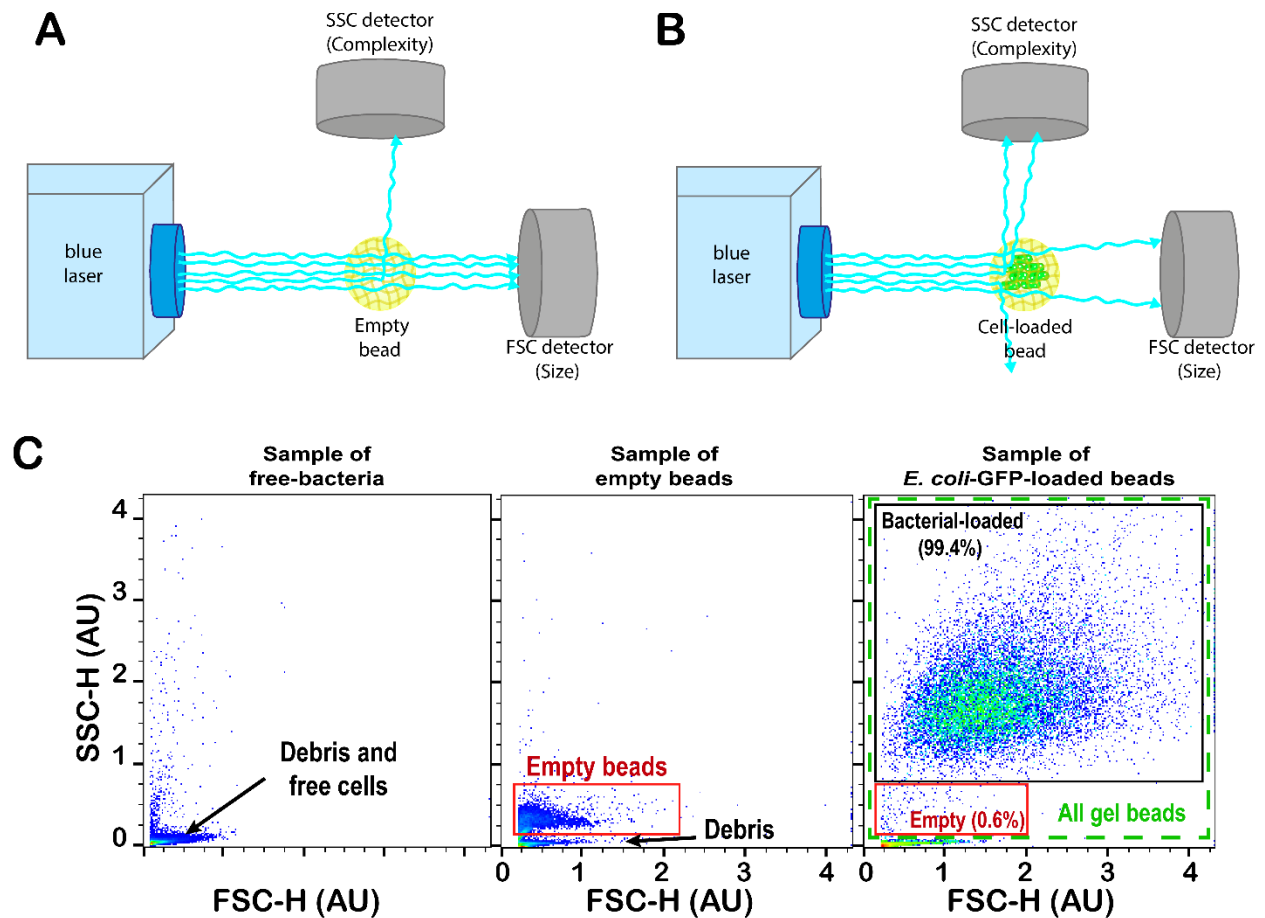 A
SSC detector
(Complexity)
blue
laser
Empty
bead
FSC detector
(Size)
B
SSC detector
(Complexity)
blue
laser
Cell-loaded
bead
FSC detector
(Size)
C
Sample of
free-bacteria
Sample of
empty beads
Sample of
E. coli-GFP-loaded beads
SSC-H (AU)
4
3
2
1
0
Debris and
free cells
FSC-H (AU)
Empty beads
Debris
0 1 2 3 4
FSC-H (AU)
Bacterial-loaded
(99.4%)
Empty (0.6%)
All gel beads
0 1 2 3 4
FSC-H (AU)